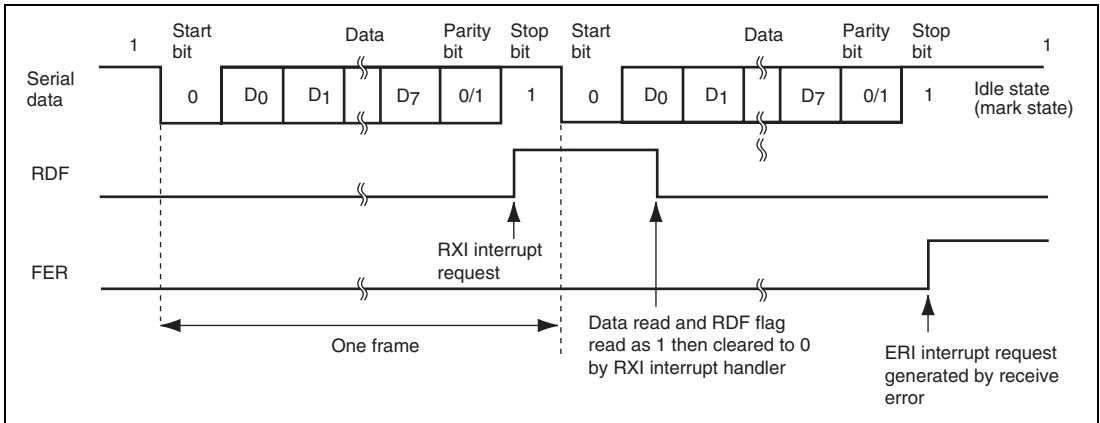 1
Start bit
Data
Parity bit
Stop bit
Start bit
Data
Parity bit
Stop bit
1
Serial data
0
D0
D1
D7
0/1
1
0
D0
D1
D7
0/1
1
Idle state
(mark state)
RDF
RXI interrupt
request
FER
One frame
Data read and RDF flag
read as 1 then cleared to 0
by RXI interrupt handler
ERI interrupt request
generated by receive
error